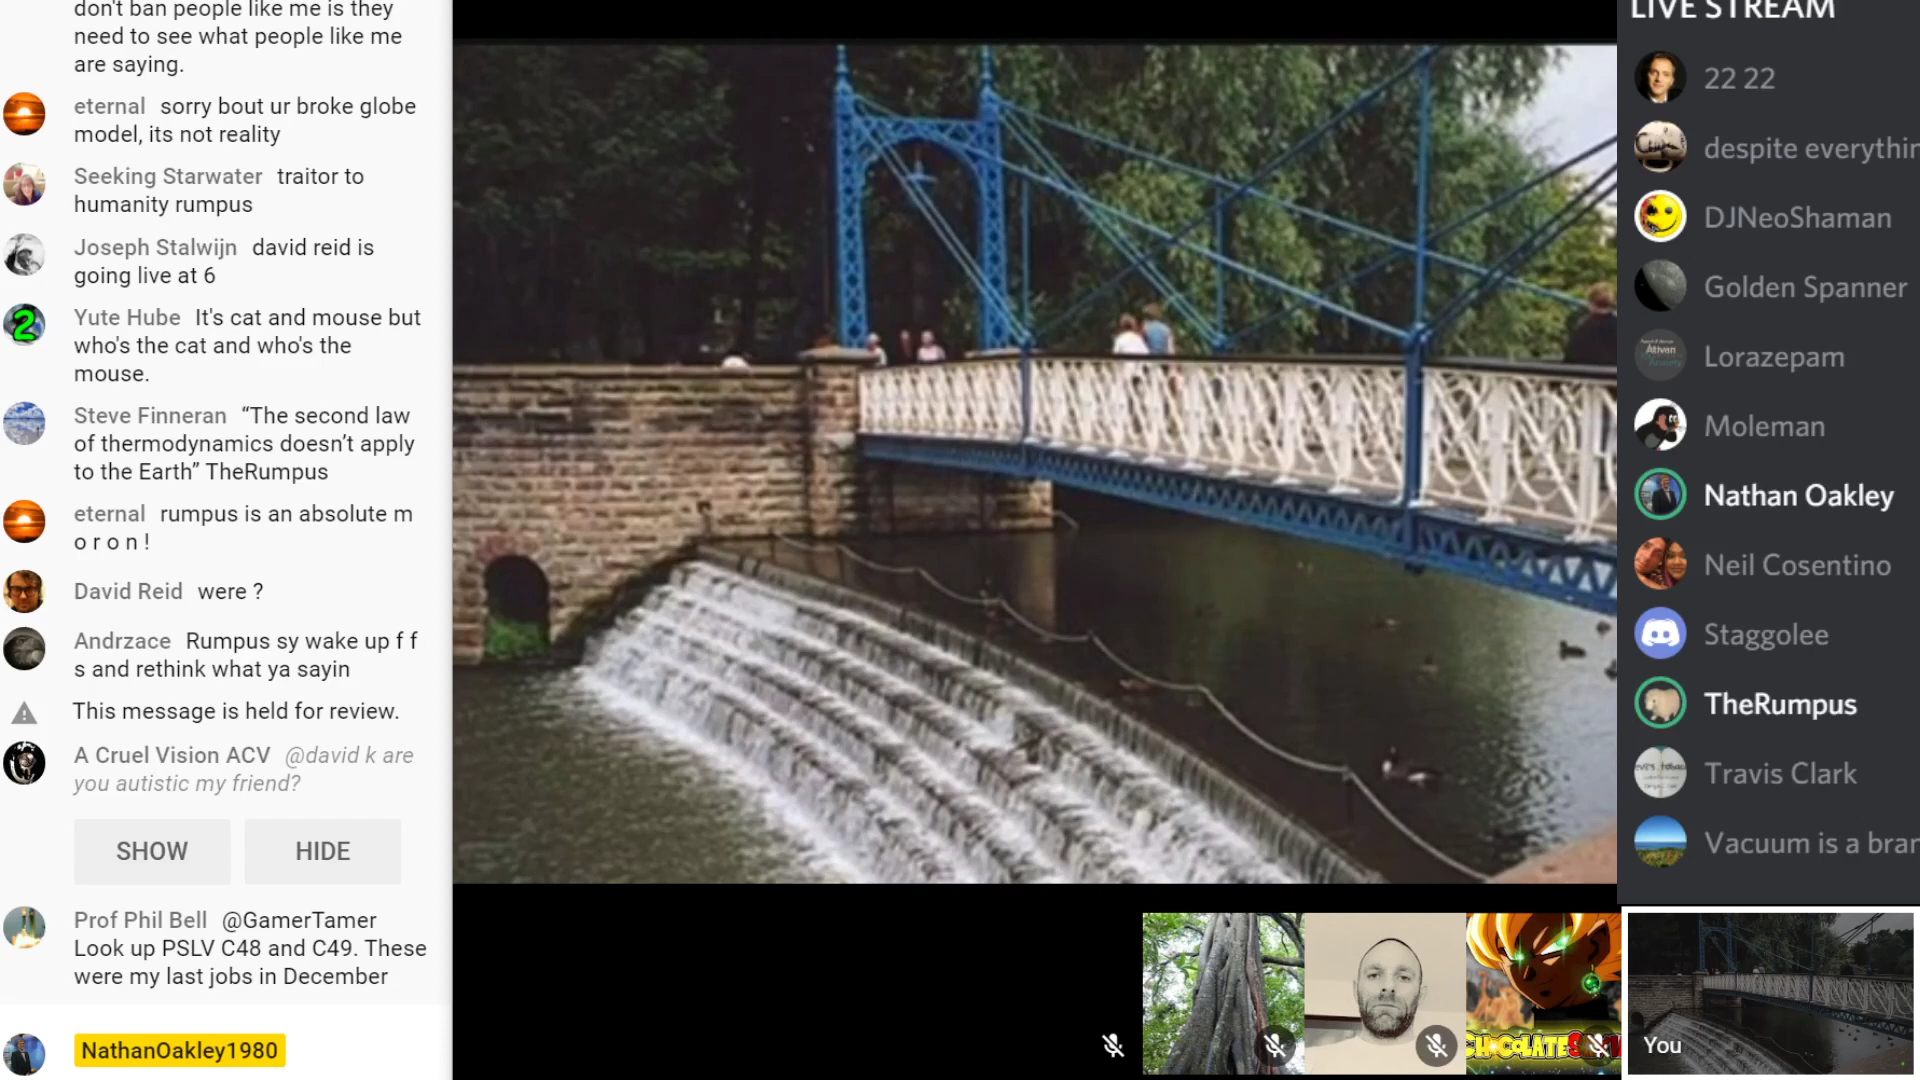 don't ban people like me is they
need to see what people like me
are saying.
eternal sorry bout ur broke globe
model, its not reality
Seeking Starwater traitor to
humanity rumpus
Joseph Stalwijn david reid is
going live at 6
Yute Hube It's cat and mouse but
who's the cat and who's the
mouse.
Steve Finneran “The second law
of thermodynamics doesn’t apply
to the Earth” TheRumpus
eternal rumpus is an absolute m
o r o n !
David Reid were ?
Andrzace Rumpus sy wake up f f
s and rethink what ya sayin
This message is held for review.
A Cruel Vision ACV @david k are
you autistic my friend?
SHOW HIDE
Prof Phil Bell @GamerTamer
Look up PSLV C48 and C49. These
were my last jobs in December
NathanOakley1980
LIVE STREAM
22 22
despite everythin
DJNeoShaman
Golden Spanner
Lorazepam
Ativan
Moleman
Nathan Oakley
Neil Cosentino
Staggolee
TheRumpus
Travis Clark
Vacuum is a bran
You